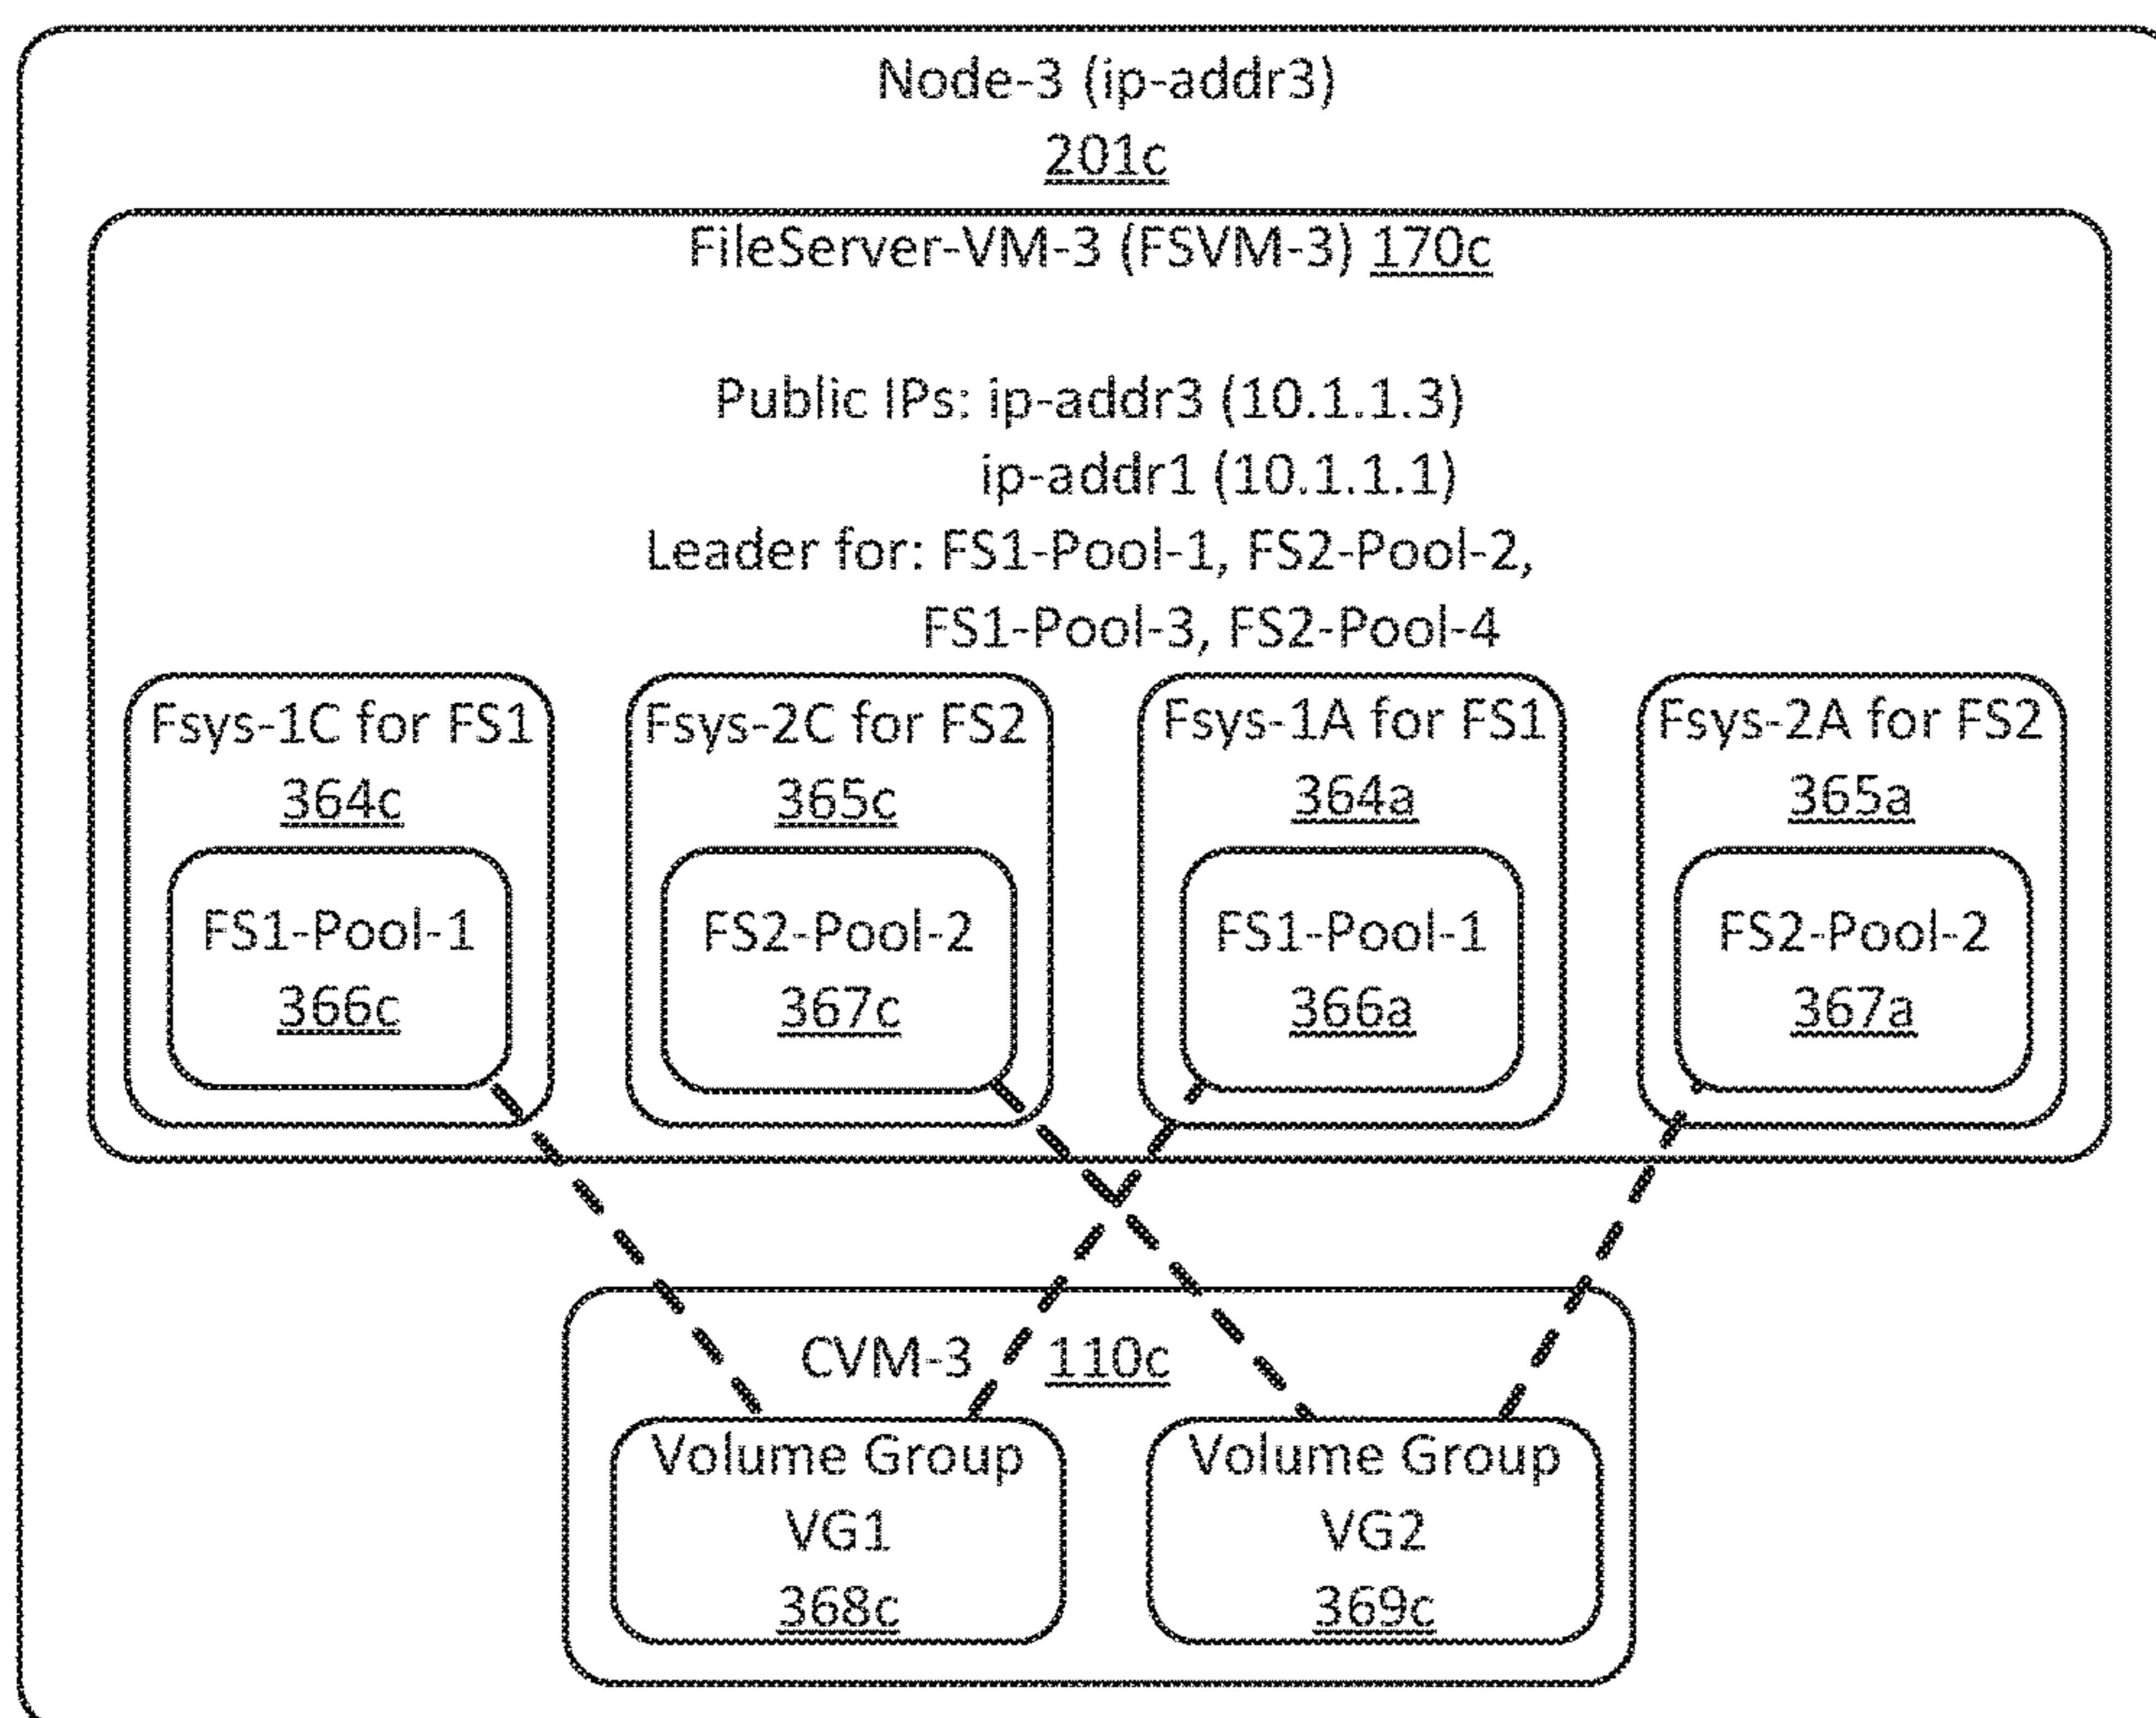 Node-3 (ip-addr3)
201c
FileServer-VM-3 (FSVM-3) 170c
Public IPs: ip-addr3 (10.1.1.3)
ip-addr1 (10.1.1.1)
Leader for: FS1-Pool-1, FS2-Pool-2,
FS1-Pool-3, FS2-Pool-4
Fsys-1C for FS1
364c
FS1-Pool-1
366c
Fsys-2C for FS2
365c
FS2-Pool-2
367c
Fsys-1A for FS1
364a
FS1-Pool-1
366a
Fsys-2A for FS2
365a
FS2-Pool-2
367a
CVM-3 110c
Volume Group
VG1
368c
Volume Group
VG2
369c